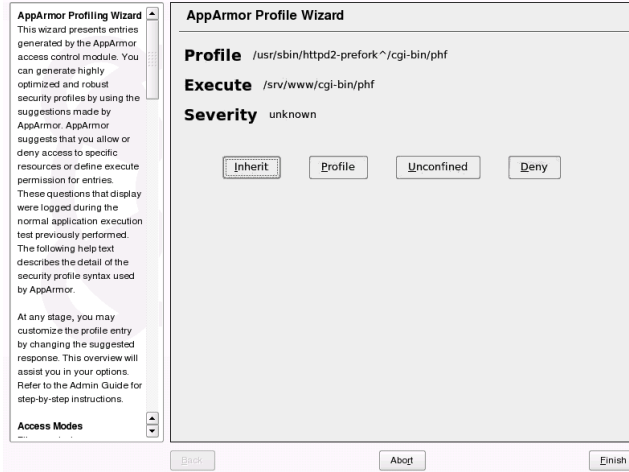 AppArmor Profiling Wizard
This wizard presents entries
generated by the AppArmor
access control module. You
can generate highly
optimized and robust
security profiles by using the
suggestions made by
AppArmor. AppArmor
suggests that you allow or
deny access to specific
resources or define execute
permission for entries.
These questions that display
were logged during the
normal application execution
test previously performed.
The following help text
describes the detail of the
security profile syntax used
by AppArmor.
At any stage, you may
customize the profile entry
by changing the suggested
response. This overview will
assist you in your options.
Refer to the Admin Guide for
step-by-step instructions.
Access Modes
AppArmor Profile Wizard
Profile /usr/sbin/httpd2-prefork^/cgi-bin/phf
Execute /srv/www/cgi-bin/phf
Severity unknown
Inherit Profile Unconfined Deny
Back Abort Finish